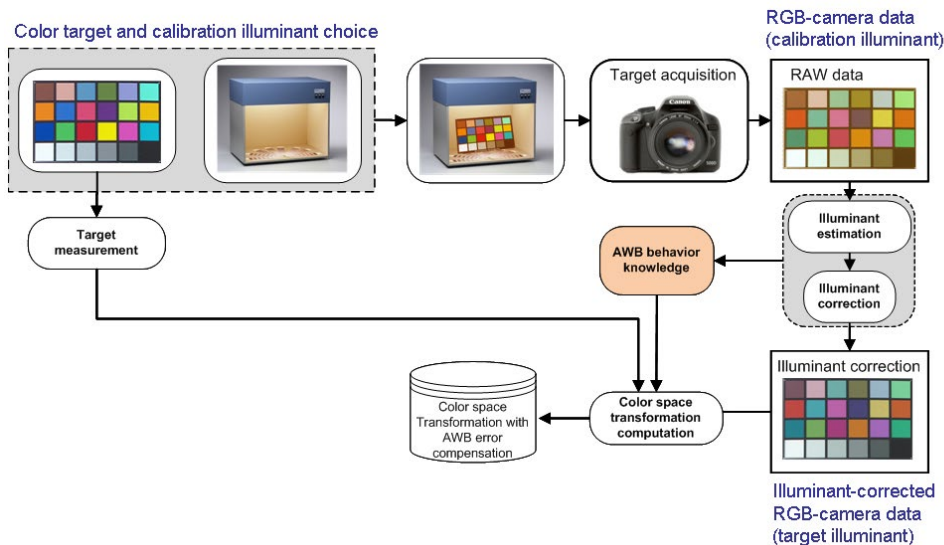 Color target and calibration illuminant choice
RGB-camera data
(calibration illuminant)
Target acquisition
Canon
RAW data
Target
measurement
AWB behavior
knowledge
Illuminant
estimation
Illuminant
correction
Illuminant correction
Color space
Transformation with
AWB error
compensation
Color space
transformation
computation
Illuminant-corrected
RGB-camera data
(target illuminant)